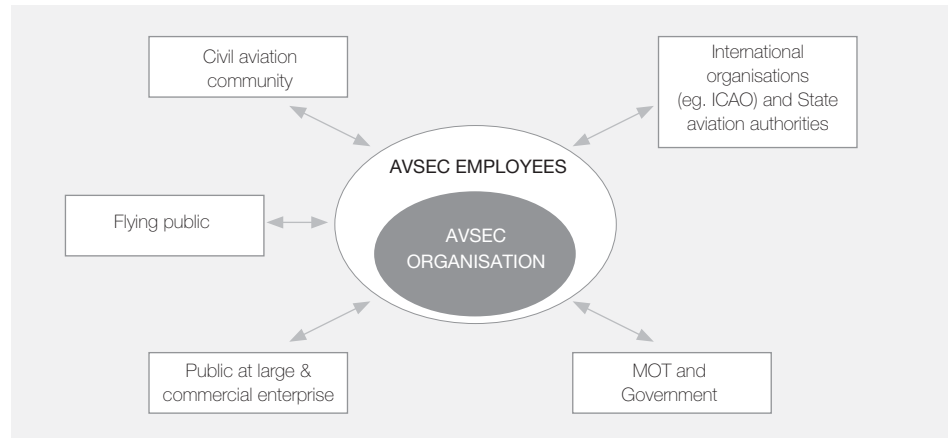 Civil aviation
community
International
organisations
(eg. ICAO) and State
aviation authorities
AVSEC EMPLOYEES
Flying public
AVSEC
ORGANISATION
Public at large &
commercial enterprise
MOT and
Government